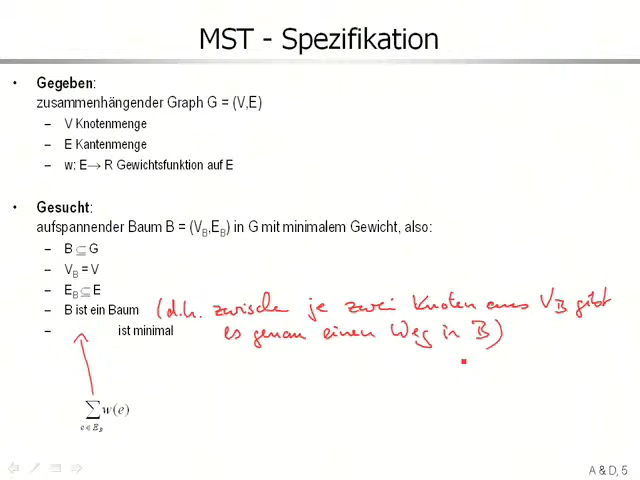 MST - Spezifikation
• Gegeben:
zusammenhängender Graph G = (V,E)
– V Knotenmenge
– E Kantenmenge
– w: E→ R Gewichtsfunktion auf E
• Gesucht:
aufspannender Baum B = (V_B,E_B) in G mit minimalem Gewicht, also:
– B ⊆ G
– V_B = V
– E_B ⊆ E
– B ist ein Baum (d.h. zwischen je zwei Knoten aus V_B gibt
– ist minimal es genau einen Weg in B)
∑ w(e)
e ∈ E_B
A & D, 5